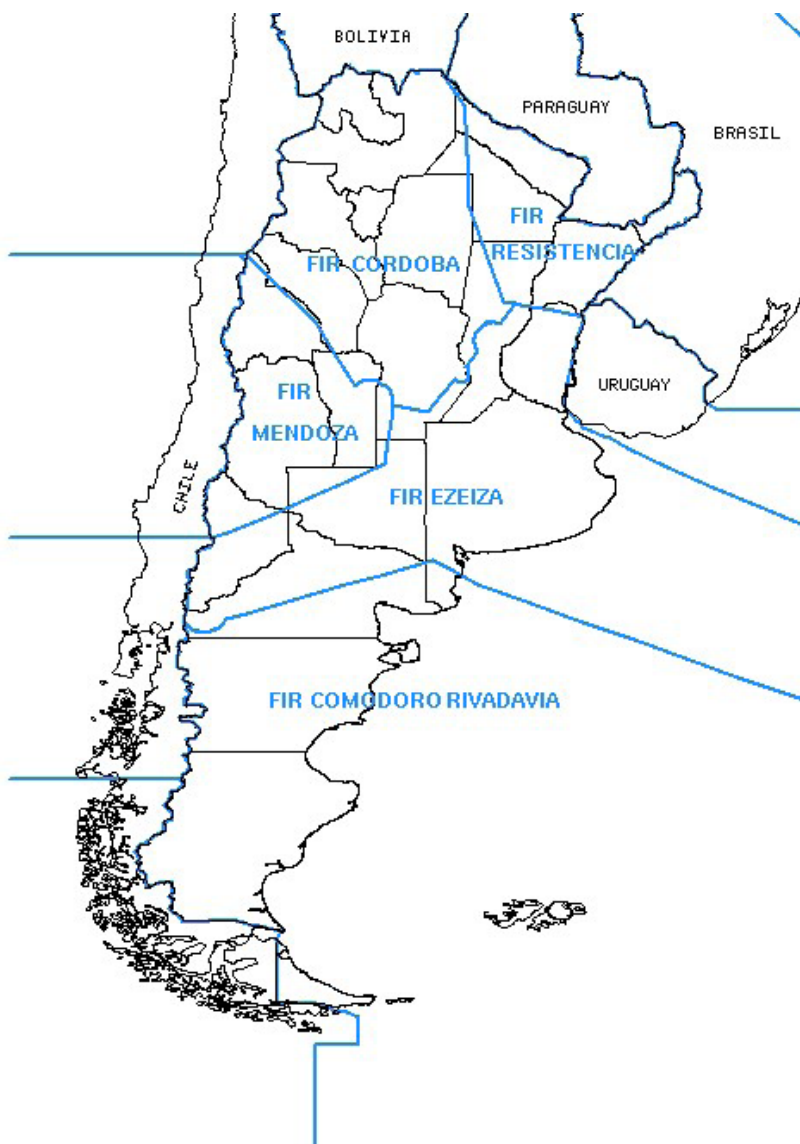 BOLIVIA
PARAGUAY
BRASIL
FIR
RESISTENCIA
FIR CORDOBA
URUGUAY
FIR
MENDOZA
CHILE
FIR EZEIZA
FIR COMODORO RIVADAVIA